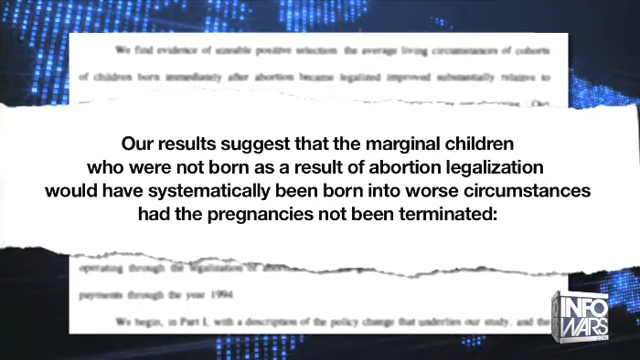 We find evidence of sizeable positive selection: the average living circumstances of cohorts
of children born immediately after abortion became legalized improved substantially relative to
Our results suggest that the marginal children
who were not born as a result of abortion legalization
would have systematically been born into worse circumstances
had the pregnancies not been terminated:
operating through the legalization of
payments through the year 1994
We begin, in Part I, with a description of the policy change that underlies our study, and the
INFO
WARS
.COM